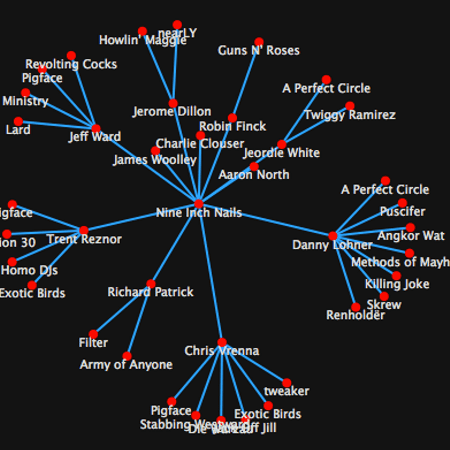 nearLY
Howlin' Maggie
Guns N' Roses
Revolting Cocks
Pigface
A Perfect Circle
Ministry
Jerome Dillon
Twiggy Ramirez
Lard
Robin Finck
Jeff Ward
Charlie Clouser
Jeordie White
James Woolley
Aaron North
A Perfect Circle
igface
Nine Inch Nails
Puscifer
ion 30
Trent Reznor
Angkor Wat
Danny Lohner
Methods of Mayh
Homo DJs
Killing Joke
Exotic Birds
Richard Patrick
Skrew
Renholder
Filter
Chris Vrenna
Army of Anyone
tweaker
Pigface
Exotic Birds
Stabbing Westward
Die
Jill